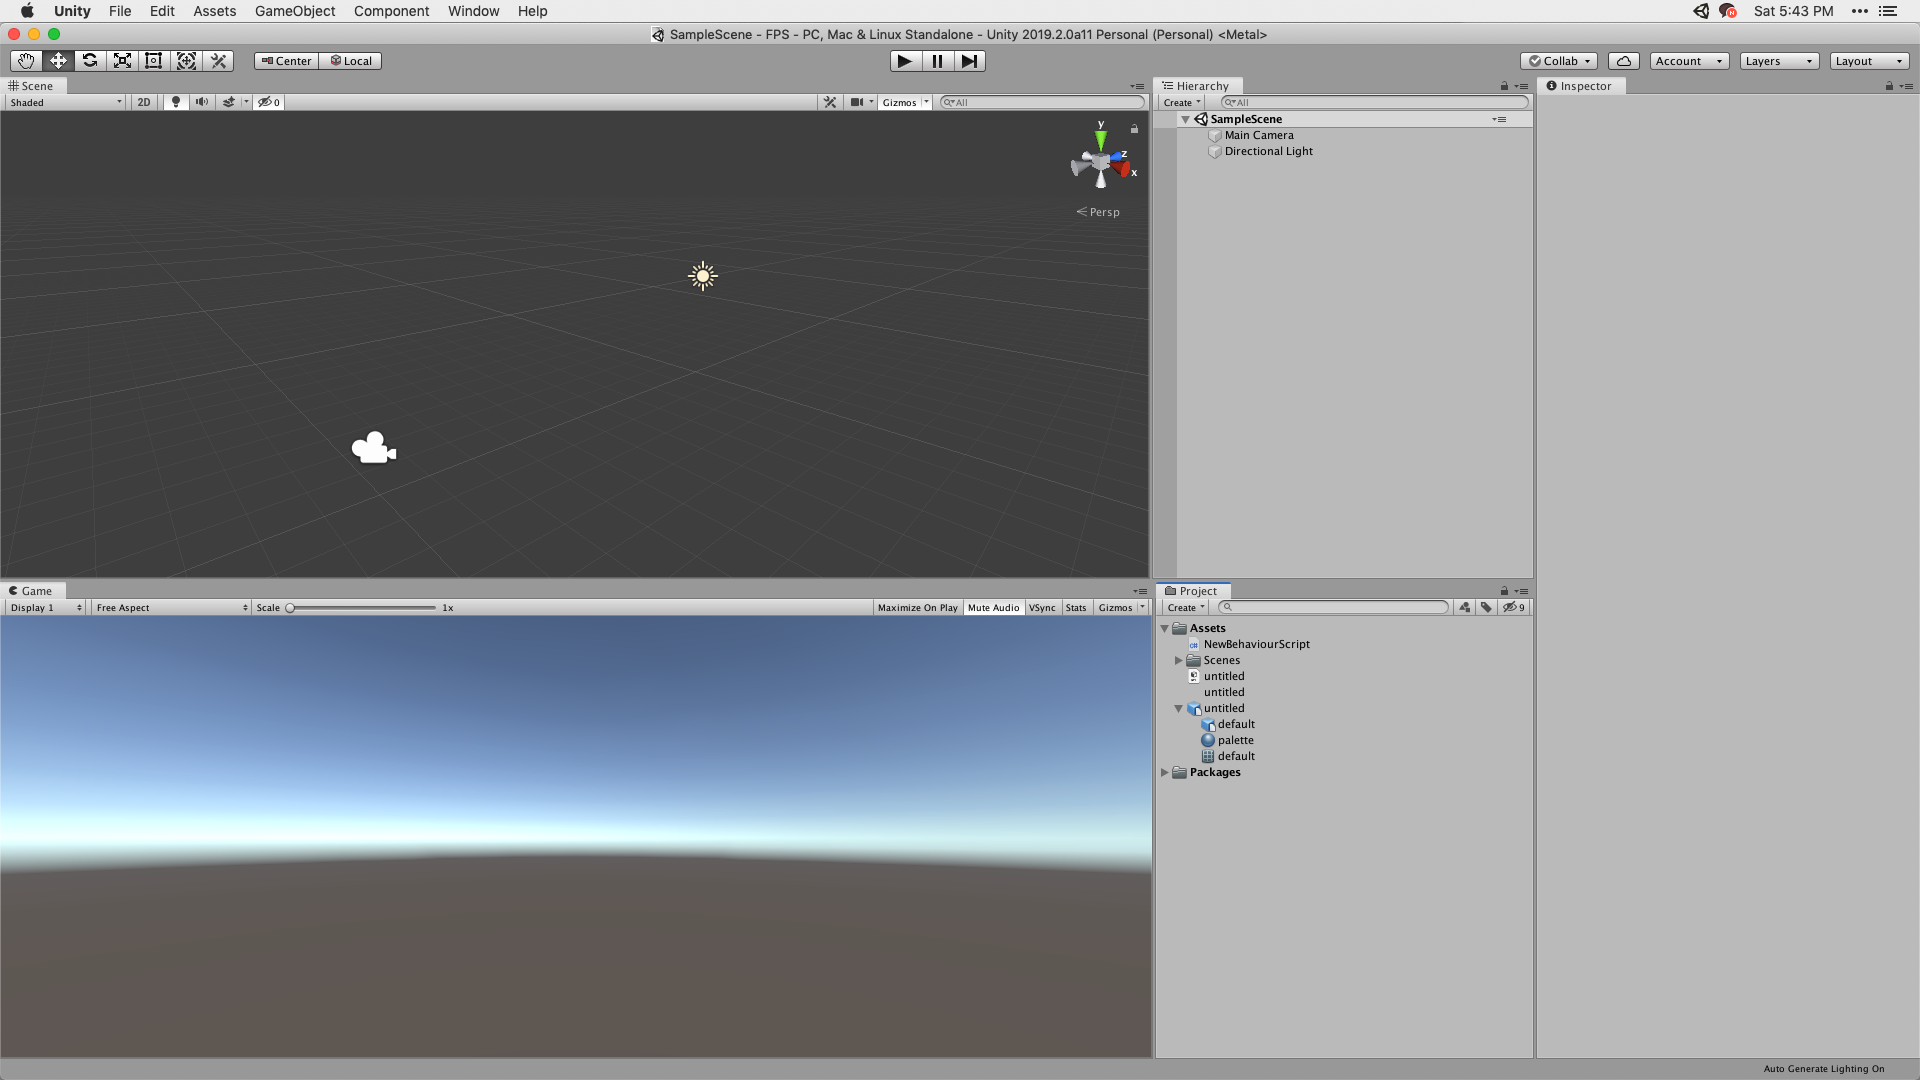 Unity File Edit Assets GameObject Component Window Help Sat 5:43 PM
SampleScene - FPS - PC, Mac & Linux Standalone - Unity 2019.2.0a11 Personal (Personal) <Metal>
Center Local Collab Account Layers Layout
Scene
Shaded 2D 0 Gizmos All
y
z
x
Persp
Hierarchy
Create All
SampleScene
Main Camera
Directional Light
Inspector
Game
Display 1 Free Aspect Scale 1x Maximize On Play Mute Audio VSync Stats Gizmos
Project
Create 9
Assets
NewBehaviourScript
Scenes
untitled
untitled
untitled
default
palette
default
Packages
Auto Generate Lighting On